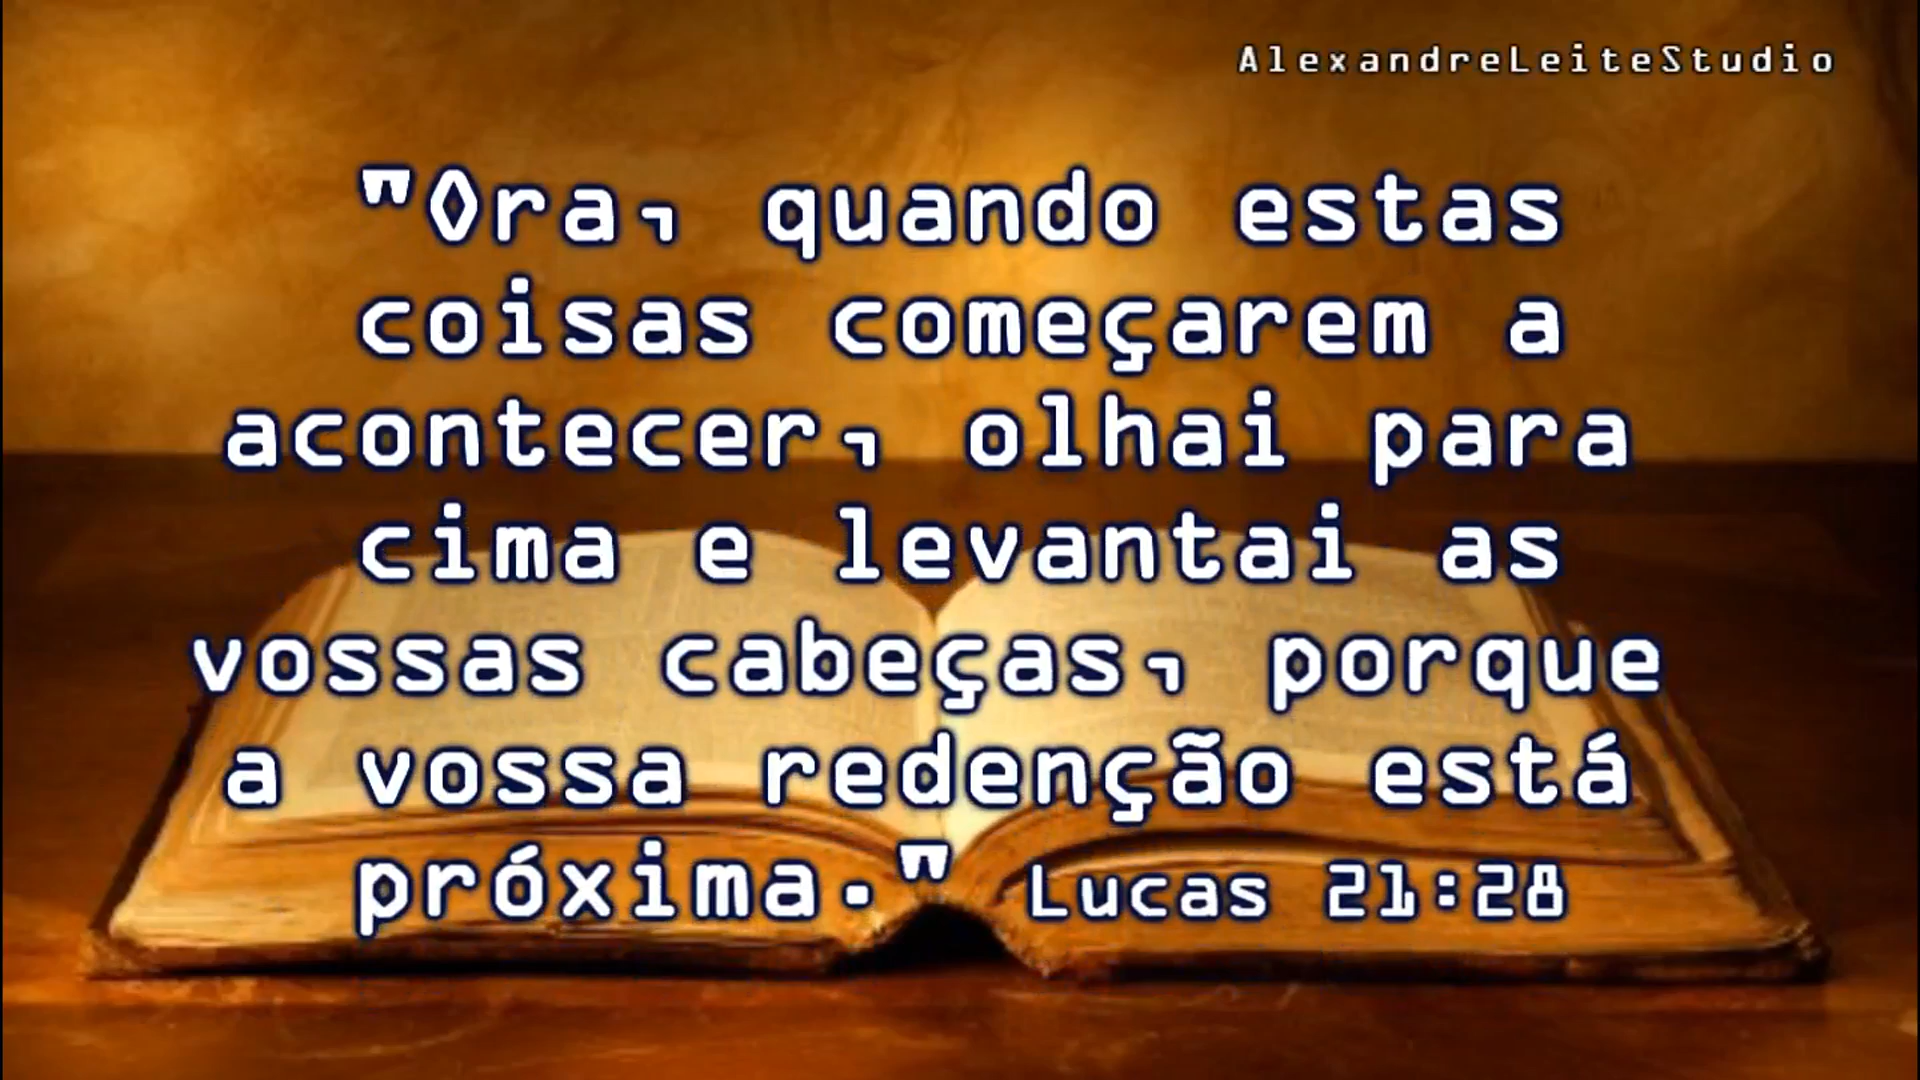 AlexandreLeiteStudio
"Ora, quando estas
coisas começarem a
acontecer, olhai para
cima e levantai as
vossas cabeças, porque
a vossa redenção está
próxima." Lucas 21:28